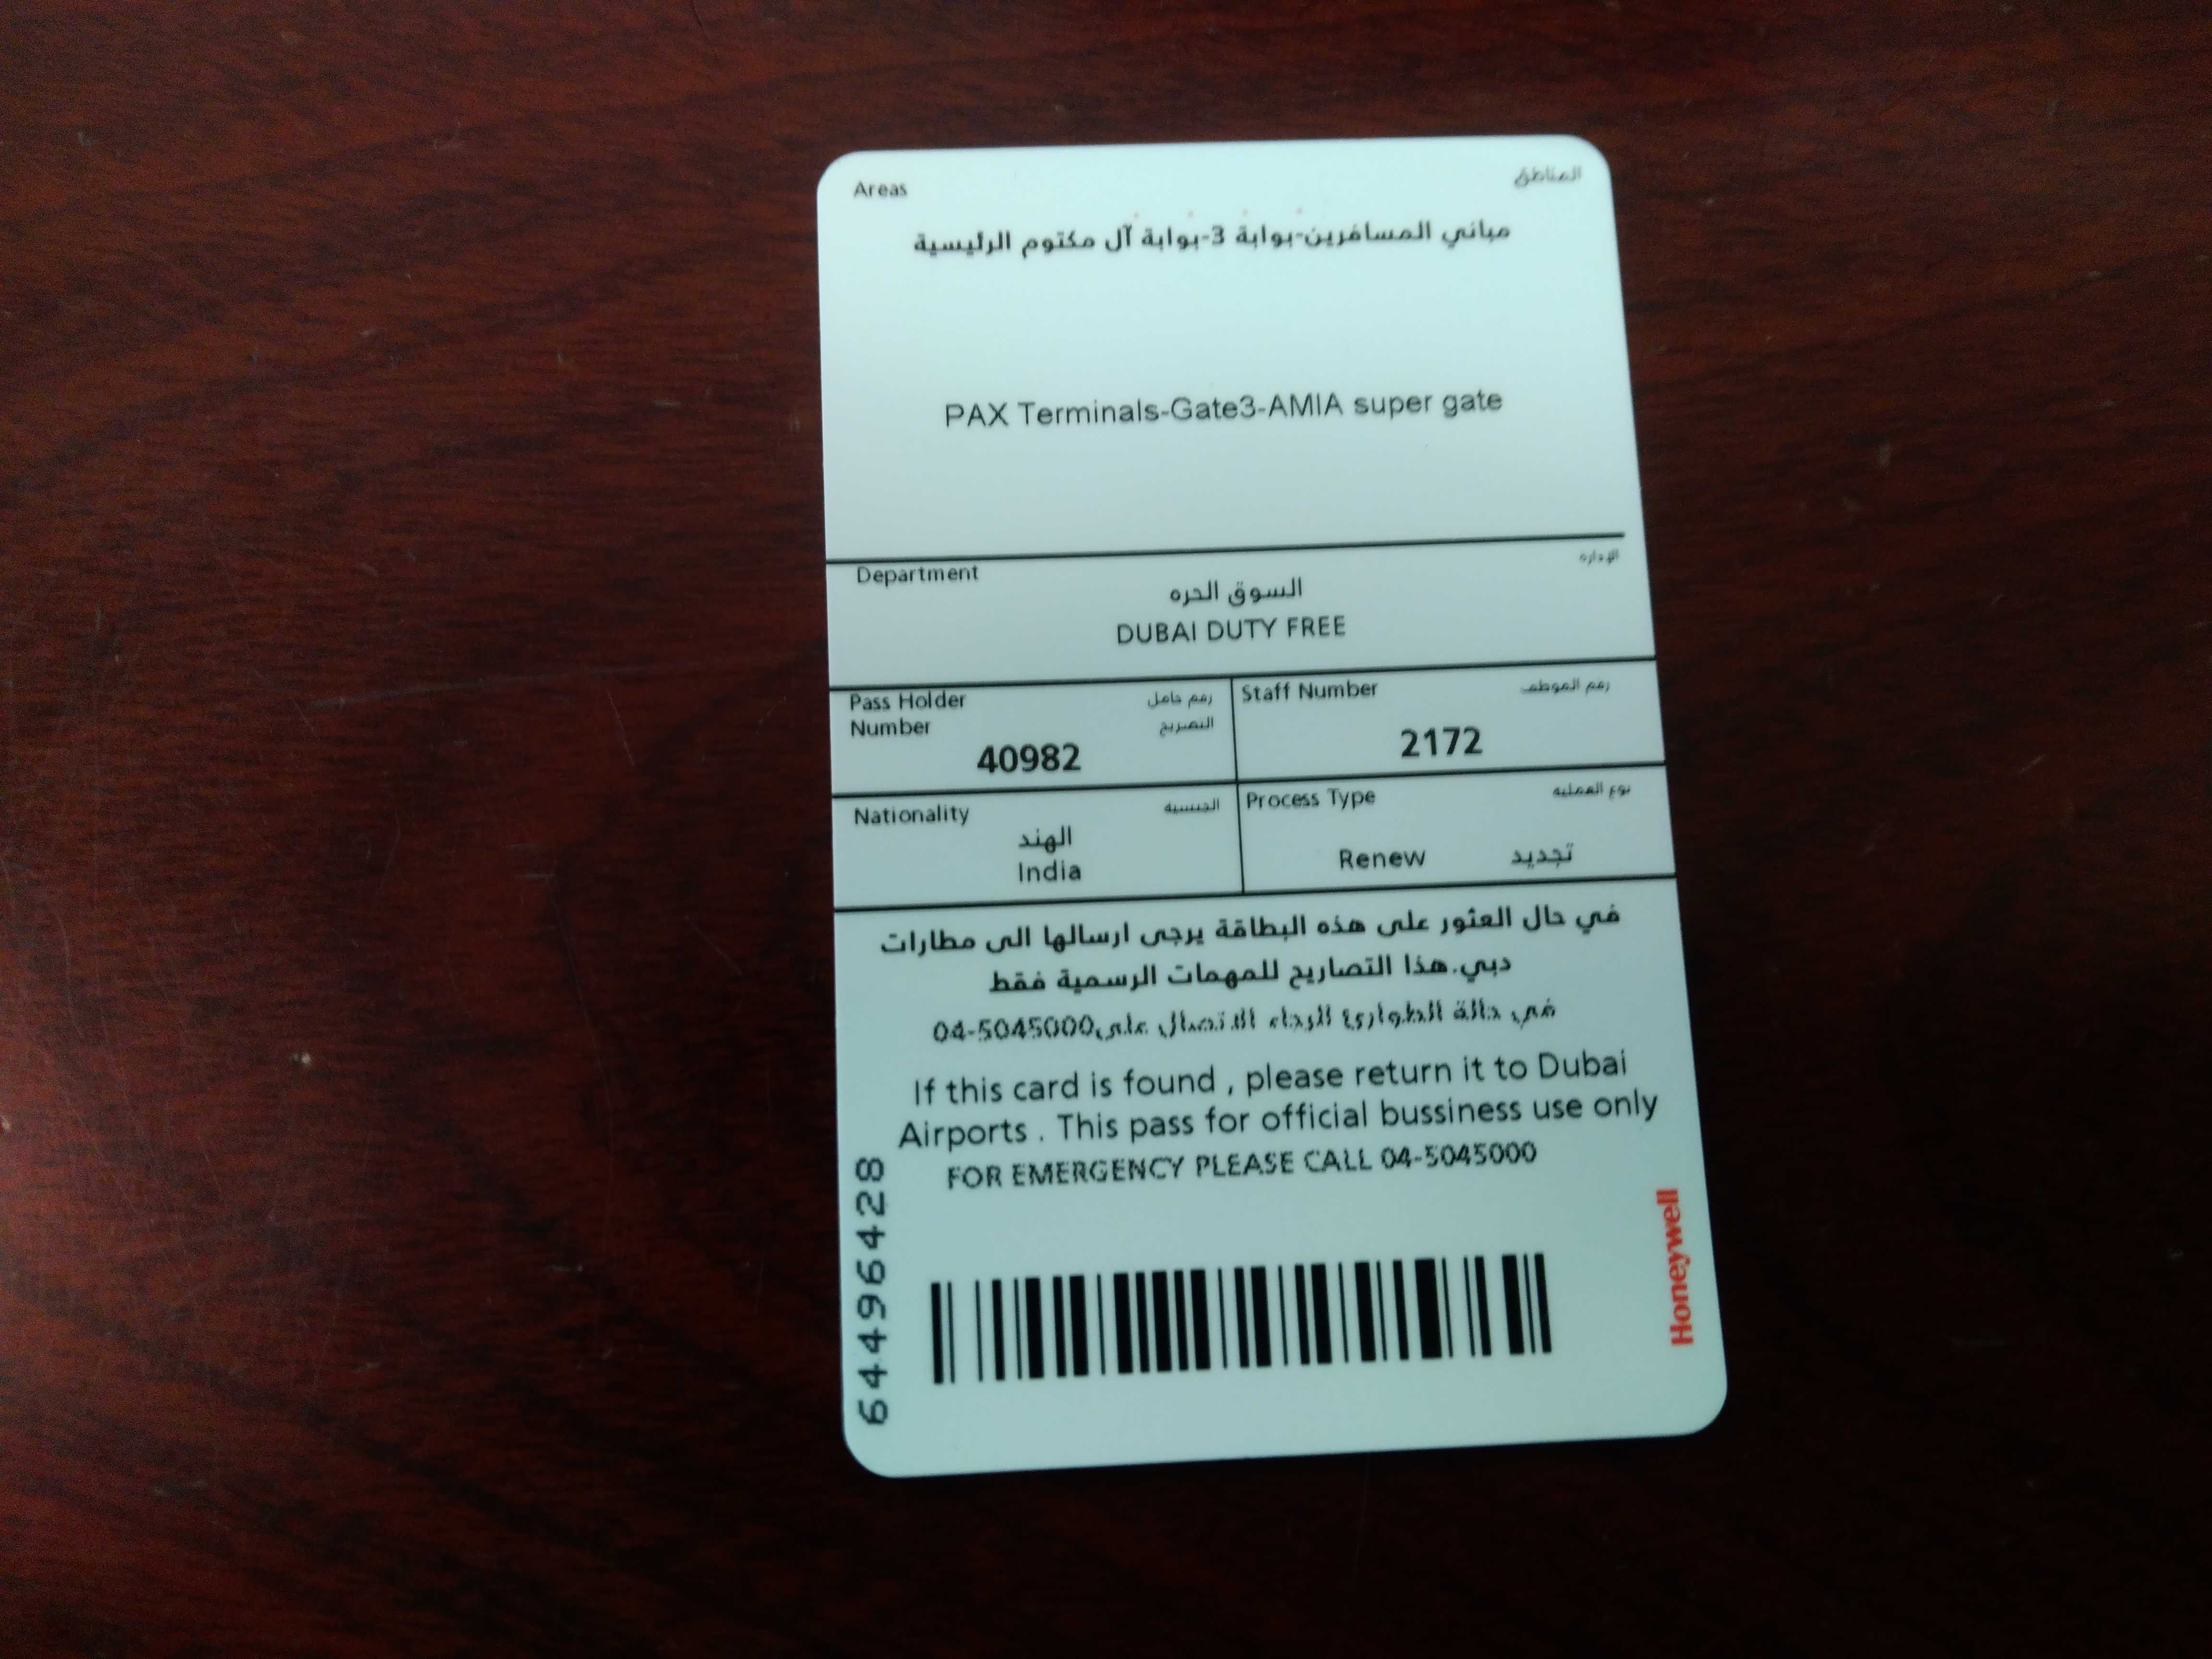 Areas المناطق
مباني المسافرين-بوابة 3-بوابة آل مكتوم الرئيسية
PAX Terminals-Gate3-AMIA super gate
Department الإدارة
السوق الحره
DUBAI DUTY FREE
Pass Holder Number رقم حامل التصريح
40982
Staff Number رقم الموظف
2172
Nationality الجنسية
الهند
India
Process Type نوع العملية
Renew تجديد
في حال العثور على هذه البطاقة يرجى ارسالها الى مطارات
دبي.هذا التصاريح للمهمات الرسمية فقط
في حالة الطوارئ الرجاء الاتصال على04-5045000
If this card is found , please return it to Dubai
Airports . This pass for official bussiness use only
FOR EMERGENCY PLEASE CALL 04-5045000
64496428
Honeywell